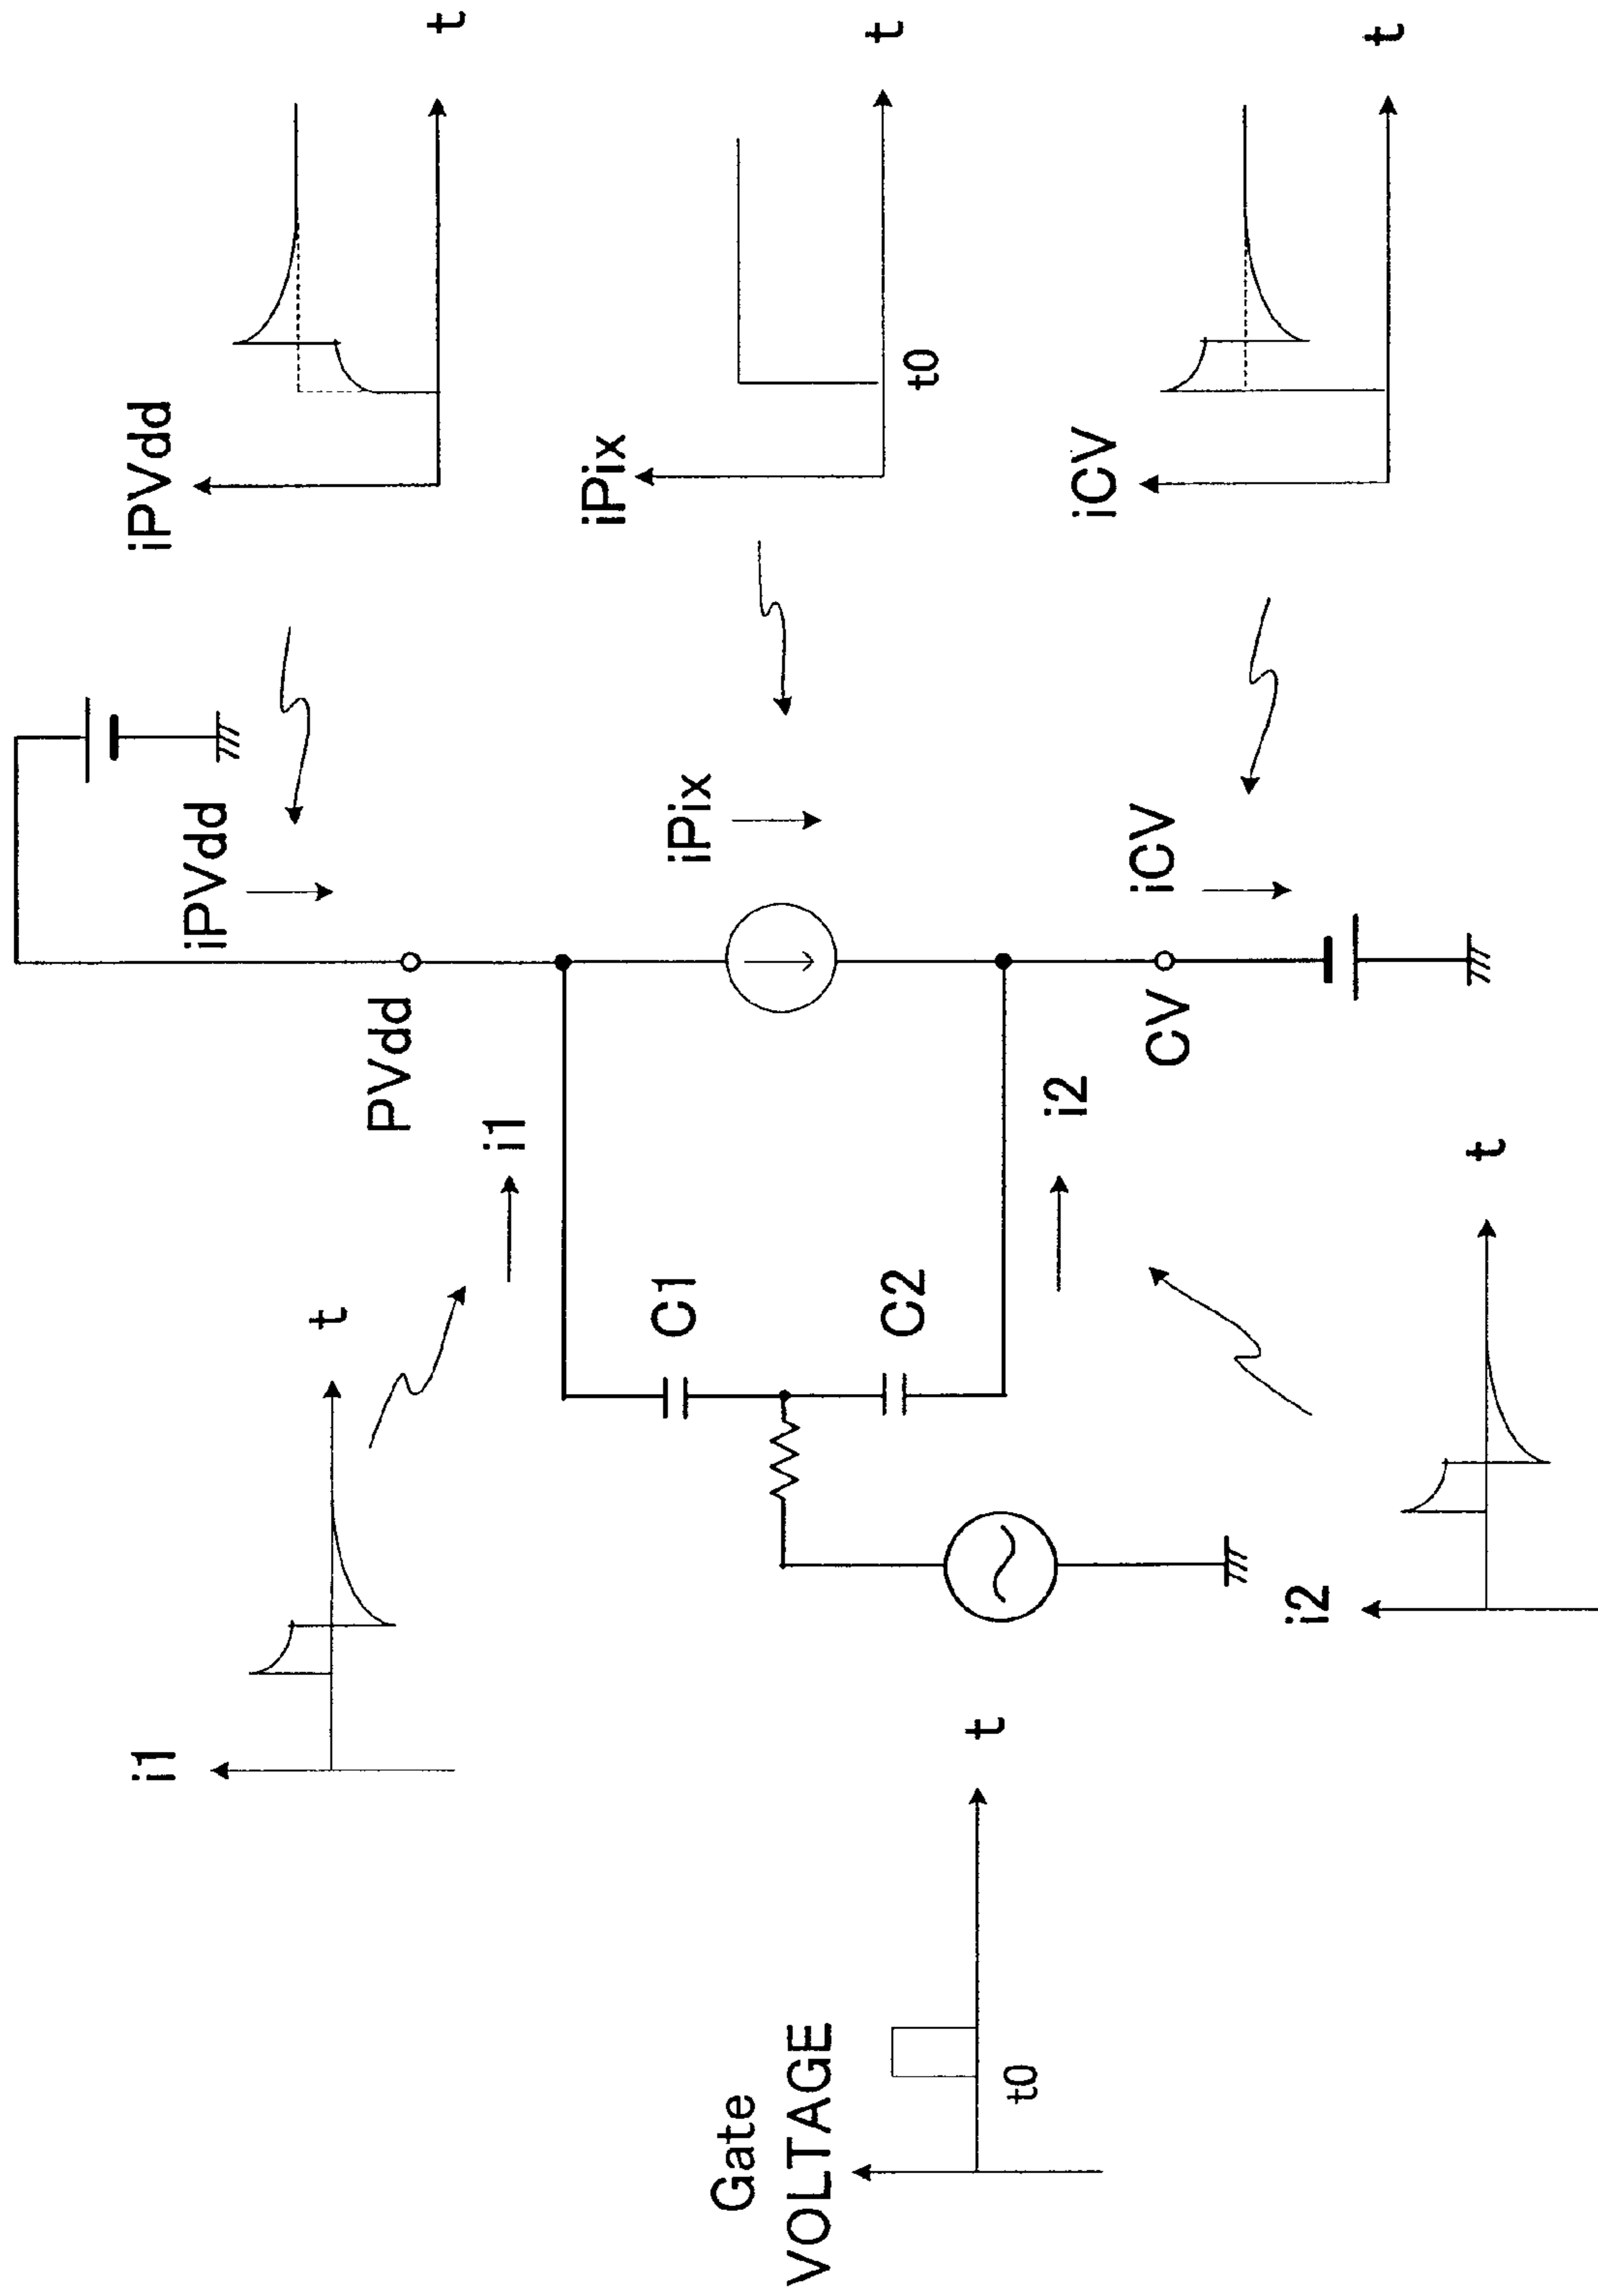 iPVdd
t
iPix
t
t0
iCV
t
iPVdd
iPix
iCV
PVdd
CV
i1
i2
C1
C2
i1
t
i2
t
Gate
VOLTAGE
t
t0